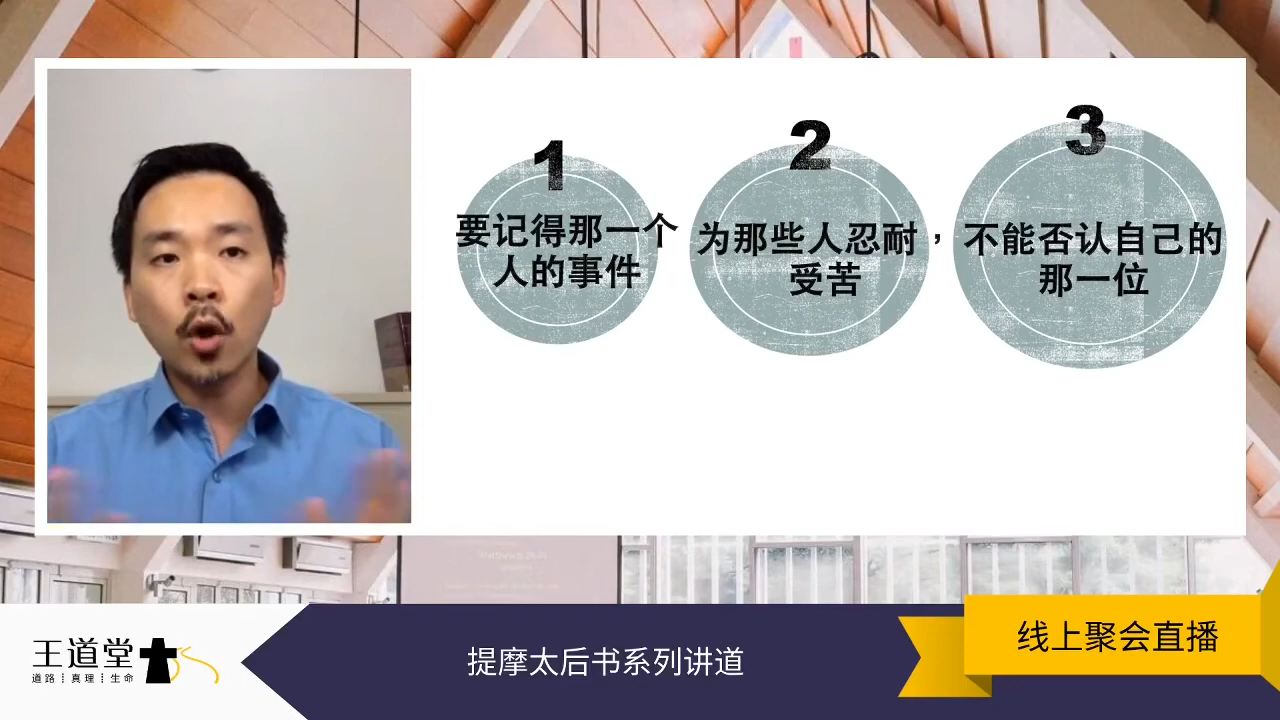 1
要记得那一个
人的事件
2
为那些人忍耐，
受苦
3
不能否认自己的
那一位
王道堂
道路┊真理┊生命
提摩太后书系列讲道
线上聚会直播